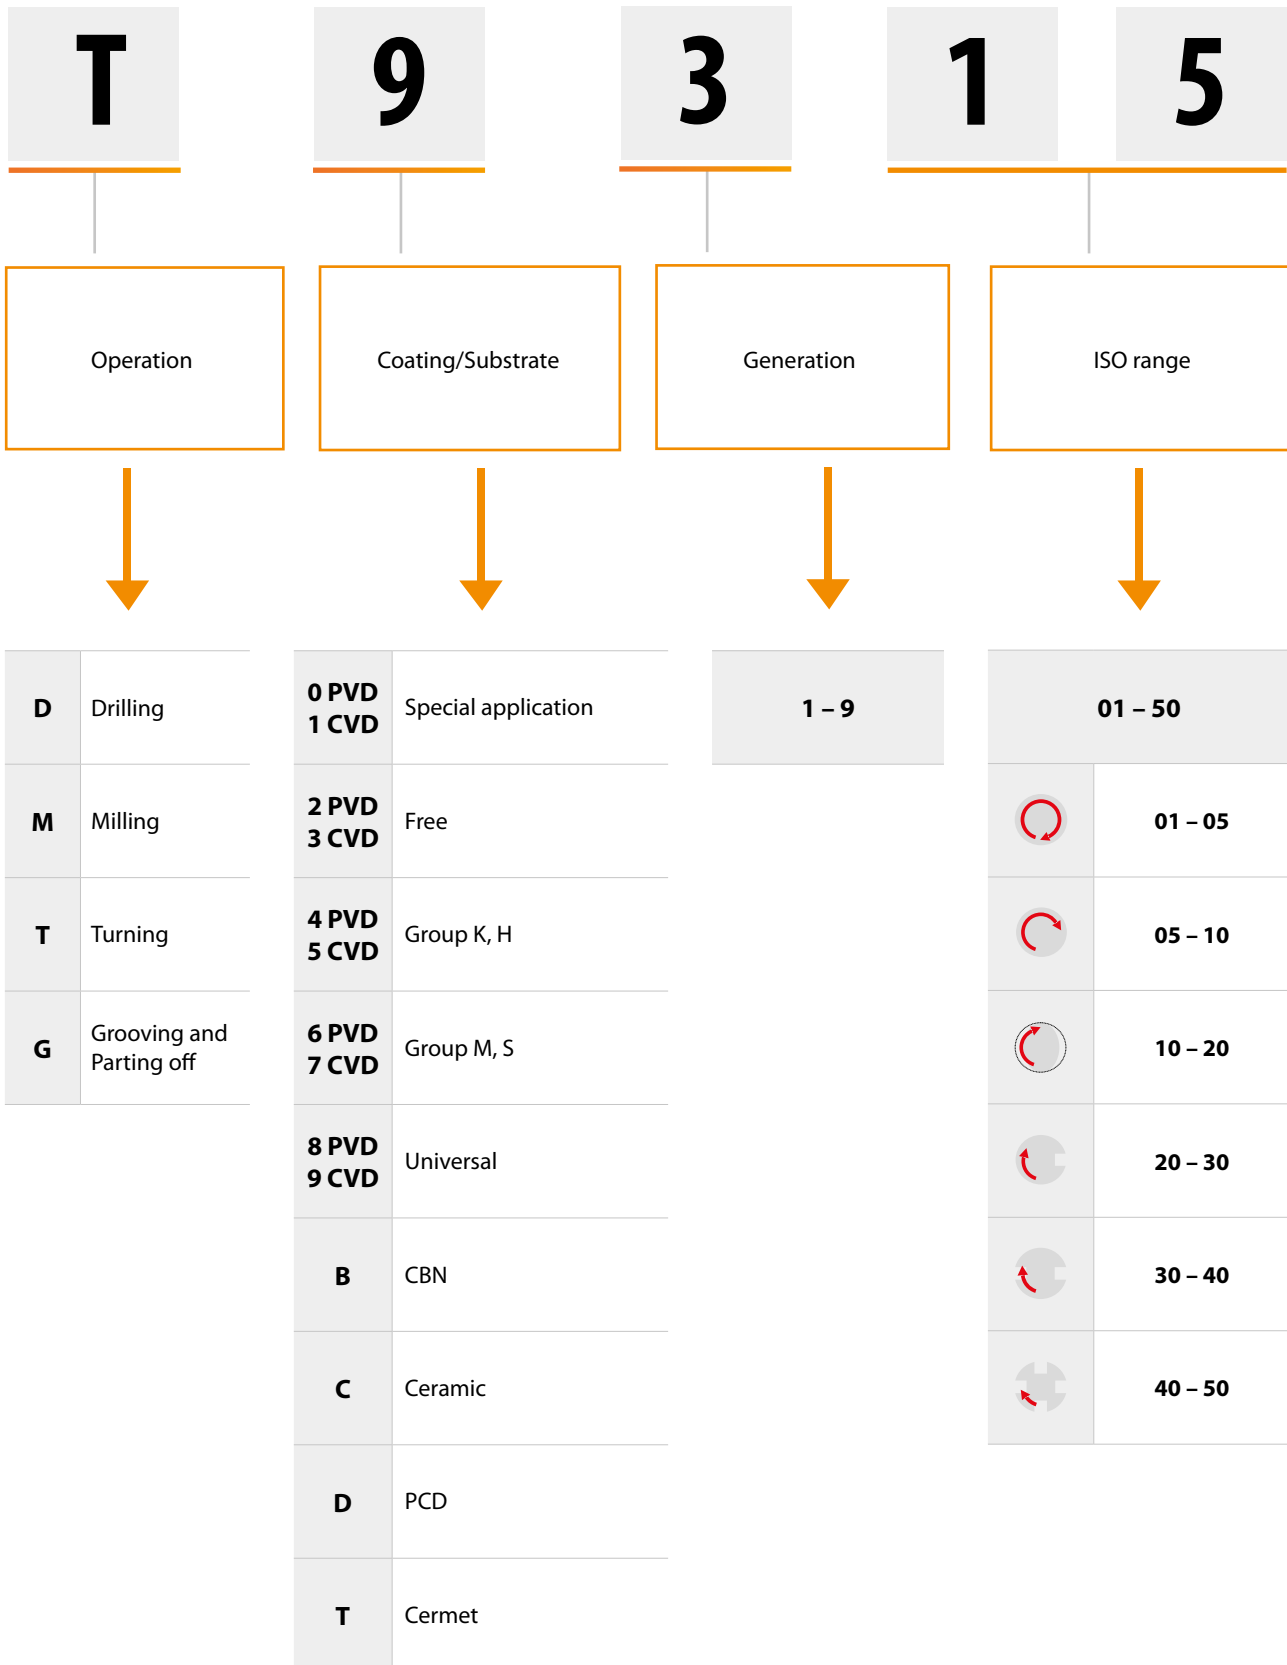 T 9 3 1 5
Operation
Coating/Substrate
Generation
ISO range
D Drilling
M Milling
T Turning
G Grooving and
Parting off
0 PVD
1 CVD
Special application
2 PVD
3 CVD
Free
4 PVD
5 CVD
Group K, H
6 PVD
7 CVD
Group M, S
8 PVD
9 CVD
Universal
B CBN
C Ceramic
D PCD
T Cermet
1 – 9
01 – 50
01 – 05
05 – 10
10 – 20
20 – 30
30 – 40
40 – 50